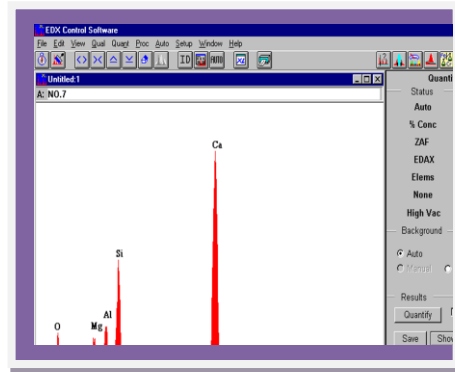 EDX Control Software
File Edit View Qual Quant Proc Auto Setup Window Help
ID AUTO
Untitled:1
Quanti
A: NO.7
Status
Auto
% Conc
ZAF
EDAX
Elems
None
High Vac
Background
Auto
Manual
Results
Quantify
Save Show
Ca
Si
Al
Mg
O